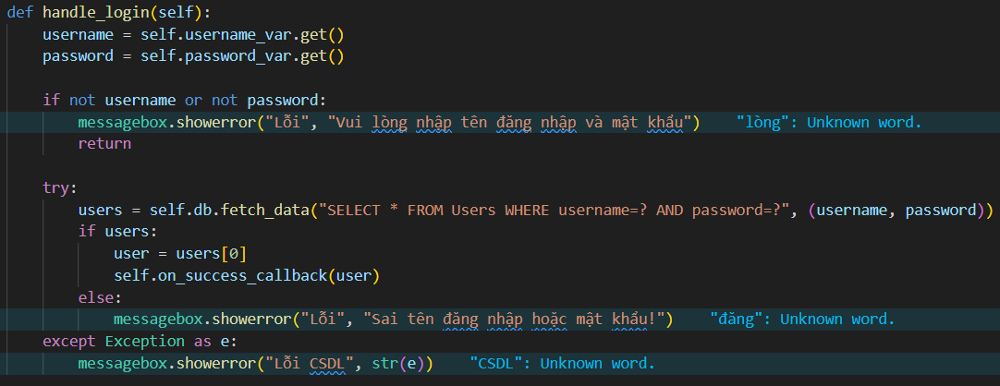 def handle_login(self):
    username = self.username_var.get()
    password = self.password_var.get()

    if not username or not password:
        messagebox.showerror("Lỗi", "Vui lòng nhập tên đăng nhập và mật khẩu")    "lòng": Unknown word.
        return

    try:
        users = self.db.fetch_data("SELECT * FROM Users WHERE username=? AND password=?", (username, password))
        if users:
            user = users[0]
            self.on_success_callback(user)
        else:
            messagebox.showerror("Lỗi", "Sai tên đăng nhập hoặc mật khẩu!")    "đăng": Unknown word.
    except Exception as e:
        messagebox.showerror("Lỗi CSDL", str(e))    "CSDL": Unknown word.